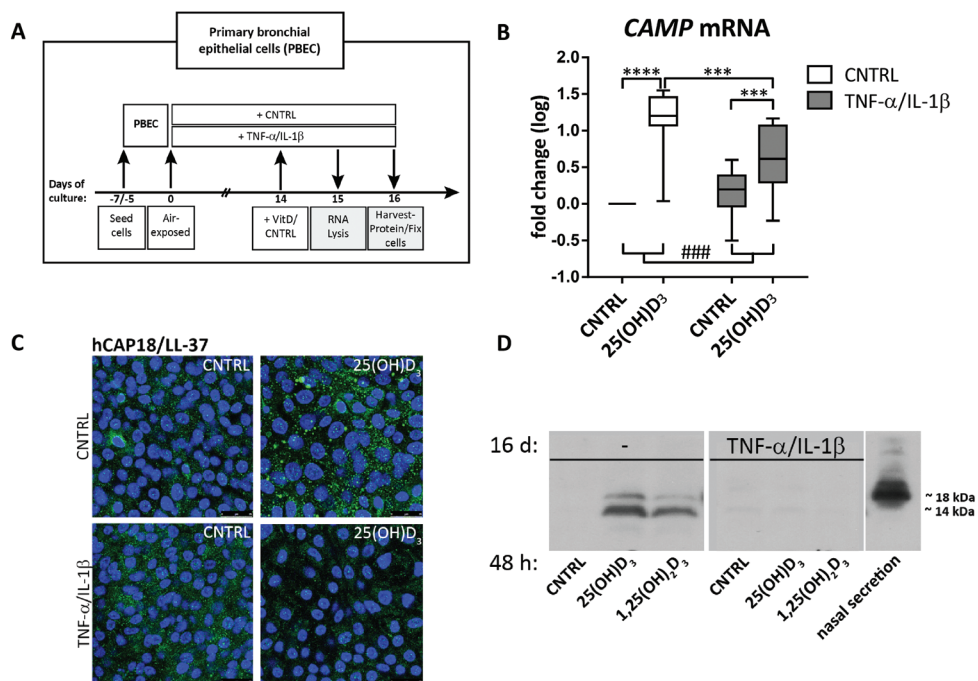 A
Primary bronchial
epithelial cells (PBEC)
PBEC
+ CNTRL
+ TNF-α/IL-1β
Days of
culture:
-7/-5
0
14
15
16
Seed
cells
Air-
exposed
+ VitD/
CNTRL
RNA
Lysis
Harvest-
Protein/Fix
cells
B
CAMP mRNA
fold change (log)
2.0
1.5
1.0
0.5
0.0
-0.5
-1.0
****
***
***
###
CNTRL
TNF-α/IL-1β
CNTRL
25(OH)D3
CNTRL
25(OH)D3
C
hCAP18/LL-37
CNTRL
25(OH)D3
CNTRL
TNF-α/IL-1β
25(OH)D3
D
16 d:
-
TNF-α/IL-1β
~ 18 kDa
~ 14 kDa
48 h:
CNTRL
25(OH)D3
1,25(OH)2D3
CNTRL
25(OH)D3
1,25(OH)2D3
nasal secretion